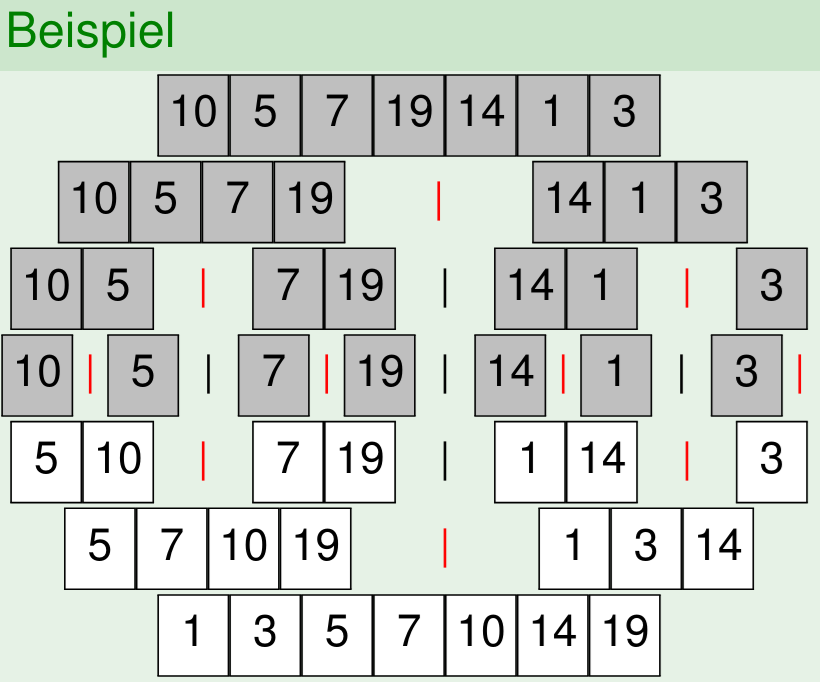 Beispiel
10 5 7 19 14 1 3
10 5 7 19 | 14 1 3
10 5 | 7 19 | 14 1 | 3
10 | 5 | 7 | 19 | 14 | 1 | 3 |
5 10 | 7 19 | 1 14 | 3
5 7 10 19 | 1 3 14
1 3 5 7 10 14 19